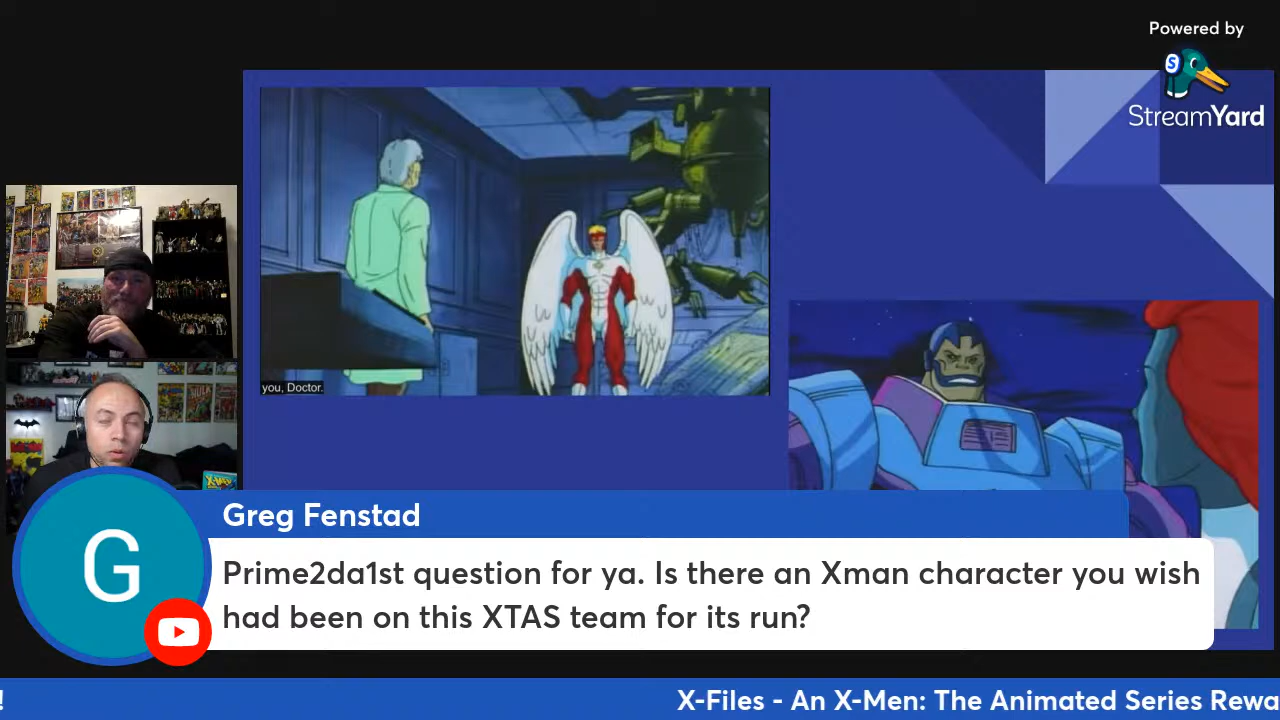 Powered by
S
StreamYard
you, Doctor.
G
Greg Fenstad
Prime2da1st question for ya. Is there an Xman character you wish
had been on this XTAS team for its run?
! X-Files - An X-Men: The Animated Series Rewa